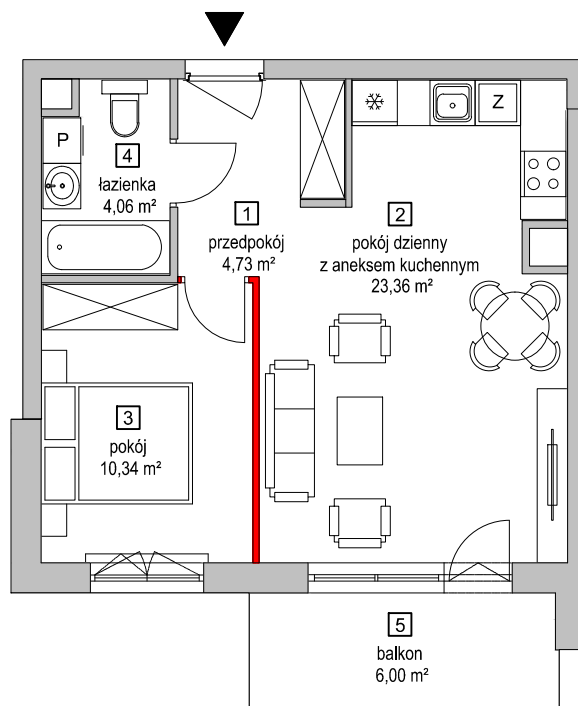 Z
P
4
łazienka
4,06 m²
1
przedpokój
4,73 m²
2
pokój dzienny
z aneksem kuchennym
23,36 m²
3
pokój
10,34 m²
5
balkon
6,00 m²